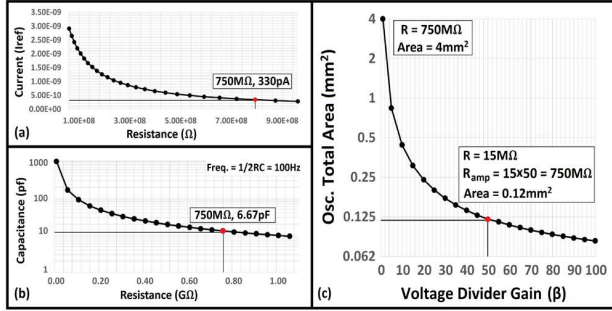 3.50E-09
3.00E-09
2.50E-09
2.00E-09
1.50E-09
1.00E-09
5.00E-10
0.00E+00
Current (Iref)
750MΩ, 330pA
1.00E+08
3.00E+08
5.00E+08
7.00E+08
9.00E+08
(a)
Resistance (Ω)
1000
100
10
1
Capacitance (pf)
Freq. = 1/2RC = 100Hz
750MΩ, 6.67pF
0.00
0.20
0.40
0.60
0.80
1.00
(b)
Resistance (GΩ)
4
2
1
0.5
0.25
0.125
0.062
Osc. Total Area (mm²)
R = 750MΩ
Area = 4mm²
R = 15MΩ
Ramp = 15X50 = 750MΩ
Area = 0.12mm²
0 10 20 30 40 50 60 70 80 90 100
(c)
Voltage Divider Gain (β)